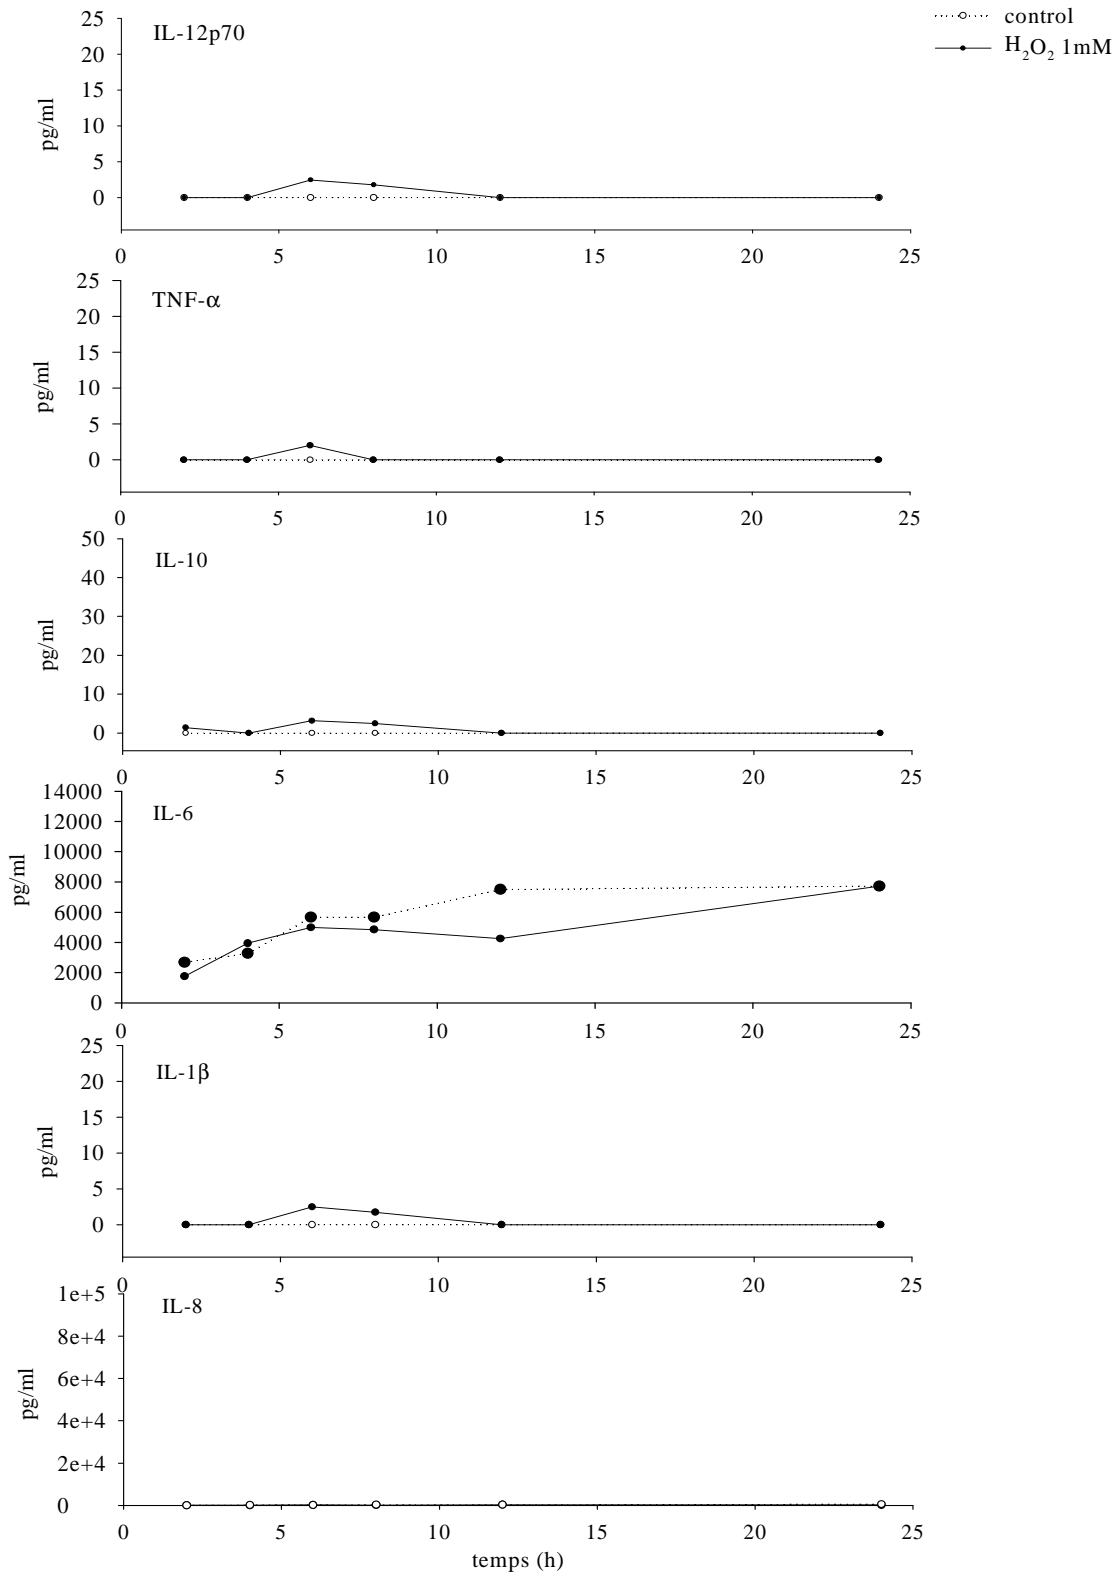 control
H2O2 1mM
IL-12p70
25
20
15
10
5
0
pg/ml
0 5 10 15 20 25
TNF-α
25
20
15
10
5
0
pg/ml
0 5 10 15 20 25
IL-10
50
40
30
20
10
0
pg/ml
0 5 10 15 20 25
IL-6
14000
12000
10000
8000
6000
4000
2000
0
pg/ml
0 5 10 15 20 25
IL-1β
25
20
15
10
5
0
pg/ml
0 5 10 15 20 25
IL-8
1e+5
8e+4
6e+4
4e+4
2e+4
0
pg/ml
0 5 10 15 20 25
temps (h)